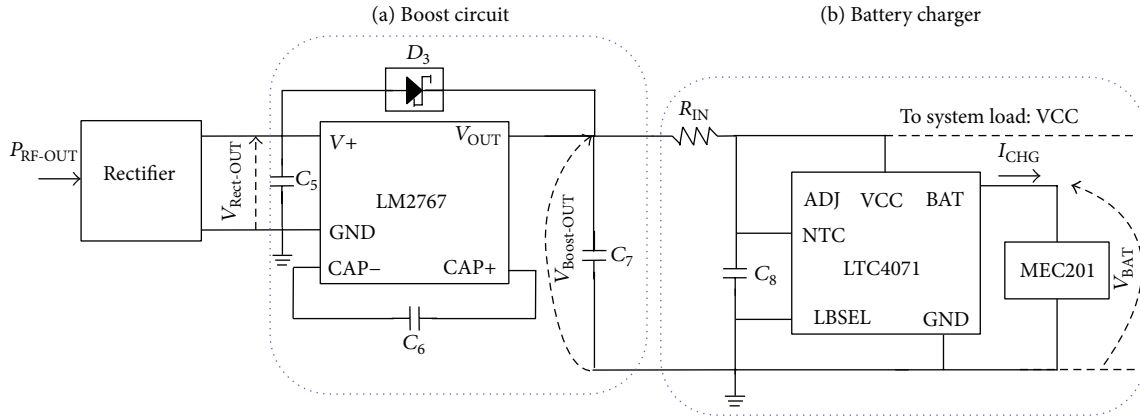 (a) Boost circuit
(b) Battery charger
D3
RIN
To system load: VCC
PRF-OUT
Rectifier
VRect-OUT
C5
V+
VOUT
LM2767
GND
CAP−
CAP+
C6
VBoost-OUT
C7
C8
ADJ
VCC
BAT
NTC
LTC4071
LBSEL
GND
ICHG
MEC201
VBAT